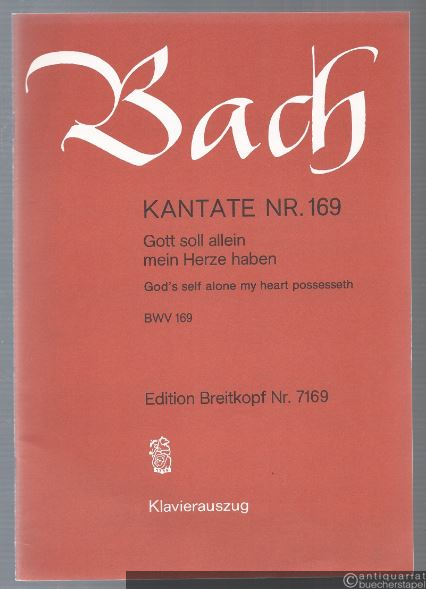 Bach
KANTATE NR. 169
Gott soll allein
mein Herze haben
God's self alone my heart possesseth
BWV 169
Edition Breitkopf Nr. 7169
Klavierauszug
antiquariat
buecherstapel